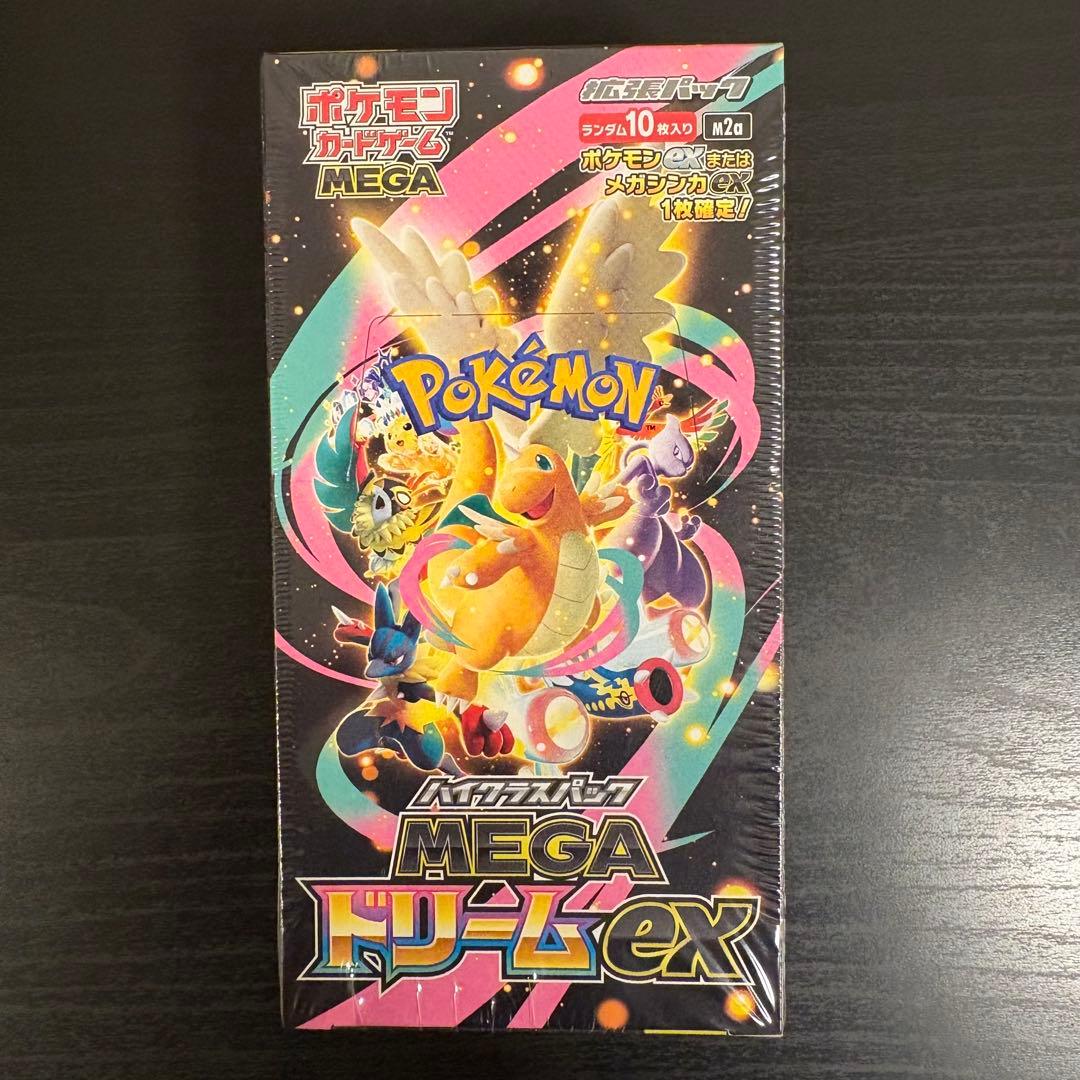 ポケモン
カードゲーム™
MEGA
拡張パック
ランダム10枚入り M2a
ポケモンexまたは
メガシンカex
1枚確定!
POKÉMON™
ハイクラスパック
MEGA
ドリームex